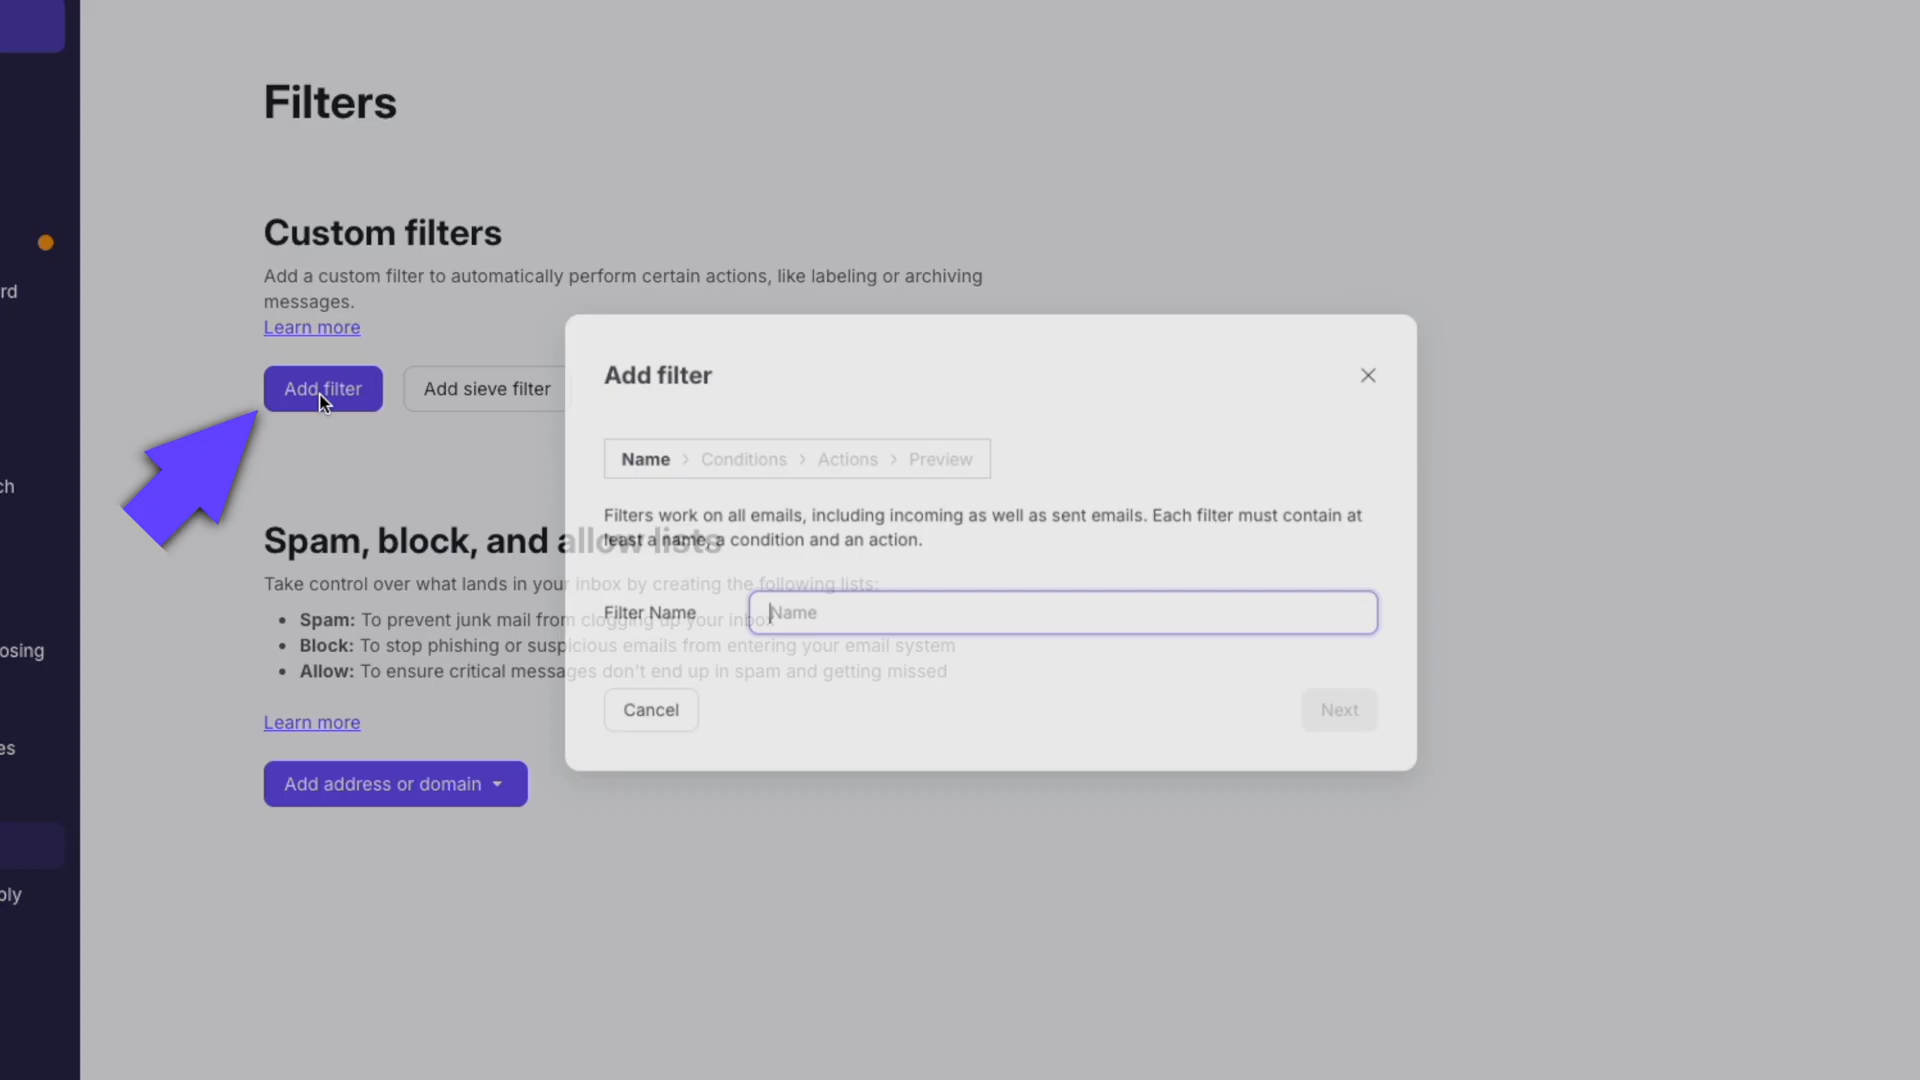 Filters
Custom filters
Add a custom filter to automatically perform certain actions, like labeling or archiving
messages.
Learn more
Add filter
Add sieve filter
Spam, block, and allow lists
Take control over what lands in your inbox by creating the following lists:
Spam: To prevent junk mail from clogging up your inbox
Block: To stop phishing or suspicious emails from entering your email system
Allow: To ensure critical messages don't end up in spam and getting missed
Learn more
Add address or domain
Add filter
Name > Conditions > Actions > Preview
Filters work on all emails, including incoming as well as sent emails. Each filter must contain at
least a name, a condition and an action.
Filter Name
Name
Cancel
Next
rd
ch
osing
es
ply